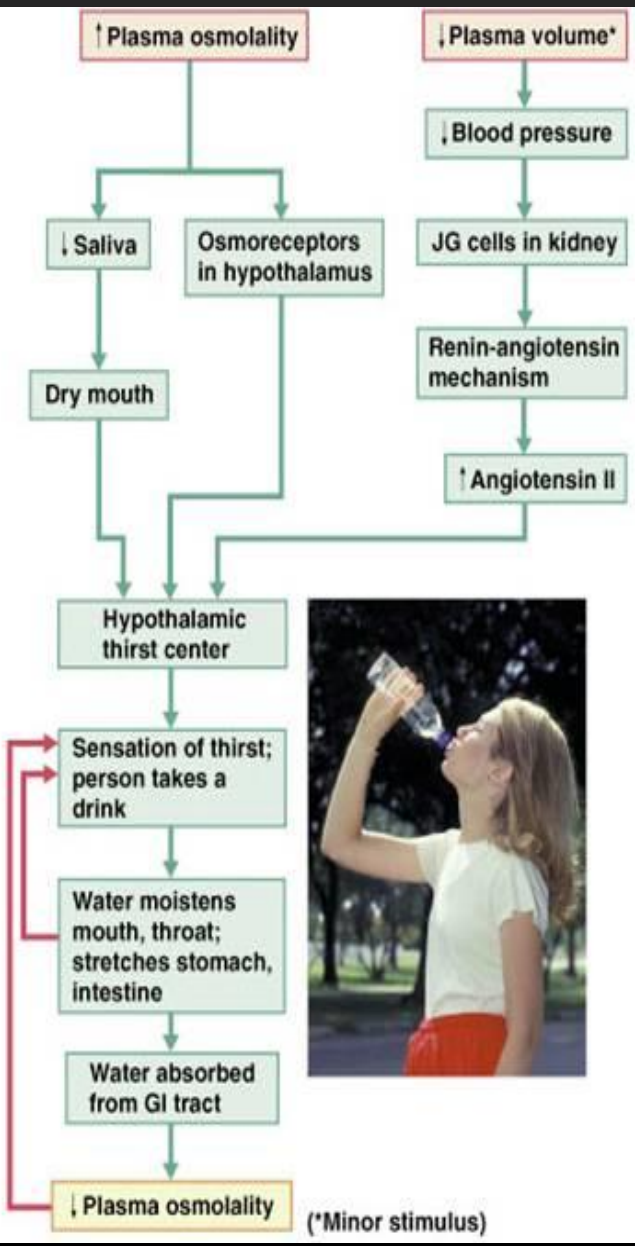 ↑Plasma osmolality
↓Plasma volume*
↓Blood pressure
↓Saliva
Osmoreceptors
in hypothalamus
JG cells in kidney
Renin-angiotensin
mechanism
Dry mouth
↑Angiotensin II
Hypothalamic
thirst center
Sensation of thirst;
person takes a
drink
Water moistens
mouth, throat;
stretches stomach,
intestine
Water absorbed
from GI tract
↓Plasma osmolality
(*Minor stimulus)